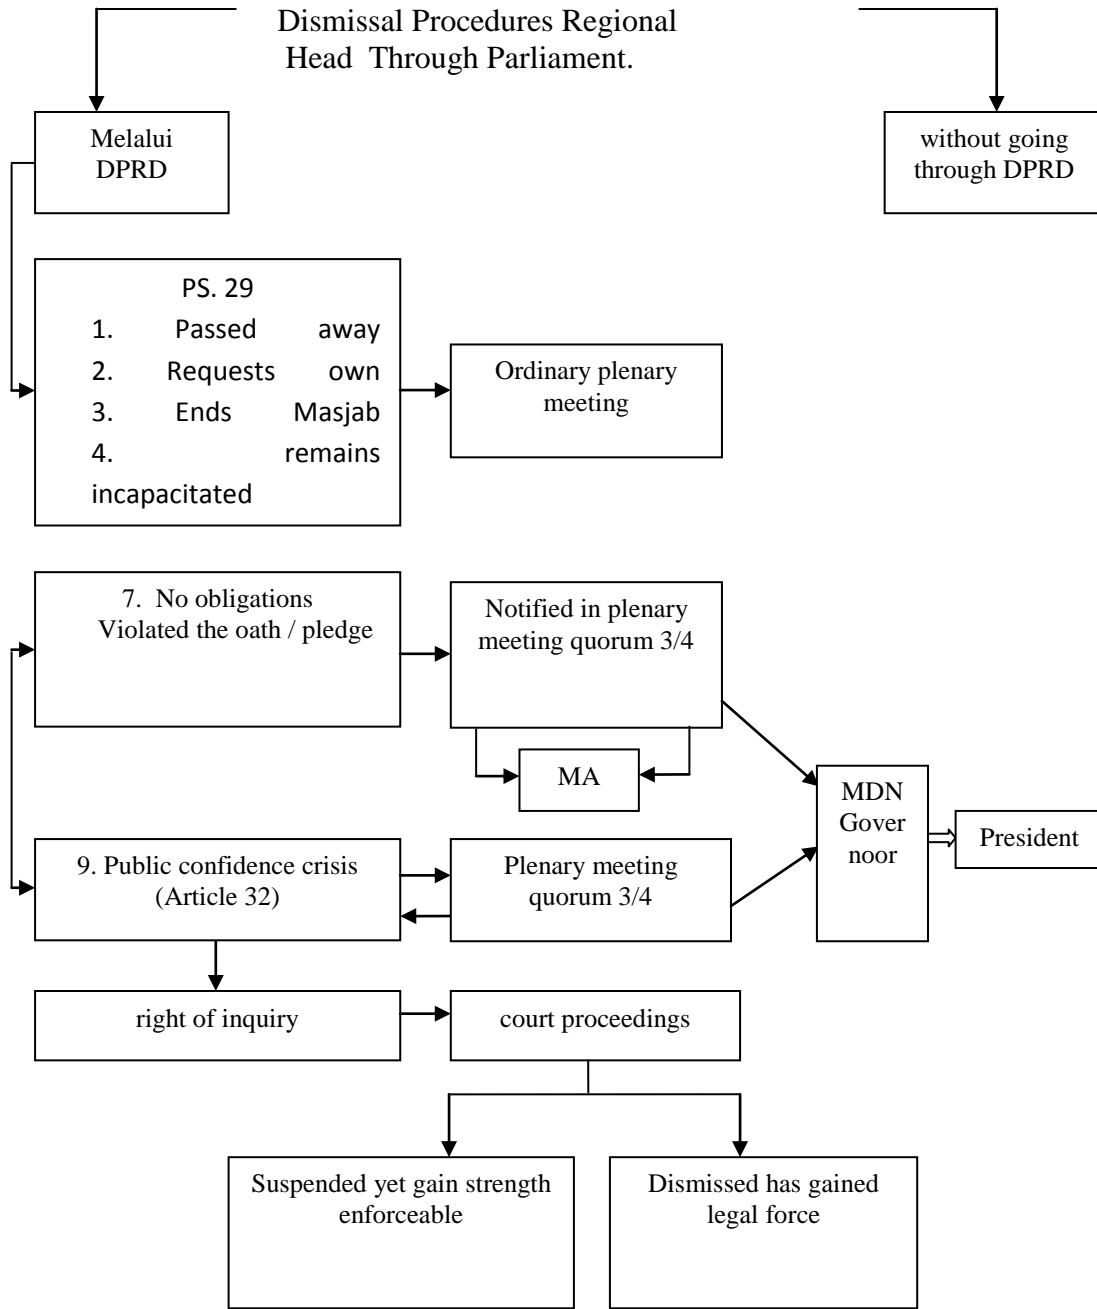 Dismissal Procedures Regional
Head Through Parliament.
Melalui
DPRD
without going
through DPRD
PS. 29
1. Passed away
2. Requests own
3. Ends Masjab
4. remains
incapacitated
Ordinary plenary
meeting
7. No obligations
Violated the oath / pledge
Notified in plenary
meeting quorum 3/4
MA
MDN
Gover
noor
President
9. Public confidence crisis
(Article 32)
Plenary meeting
quorum 3/4
right of inquiry
court proceedings
Suspended yet gain strength
enforceable
Dismissed has gained
legal force